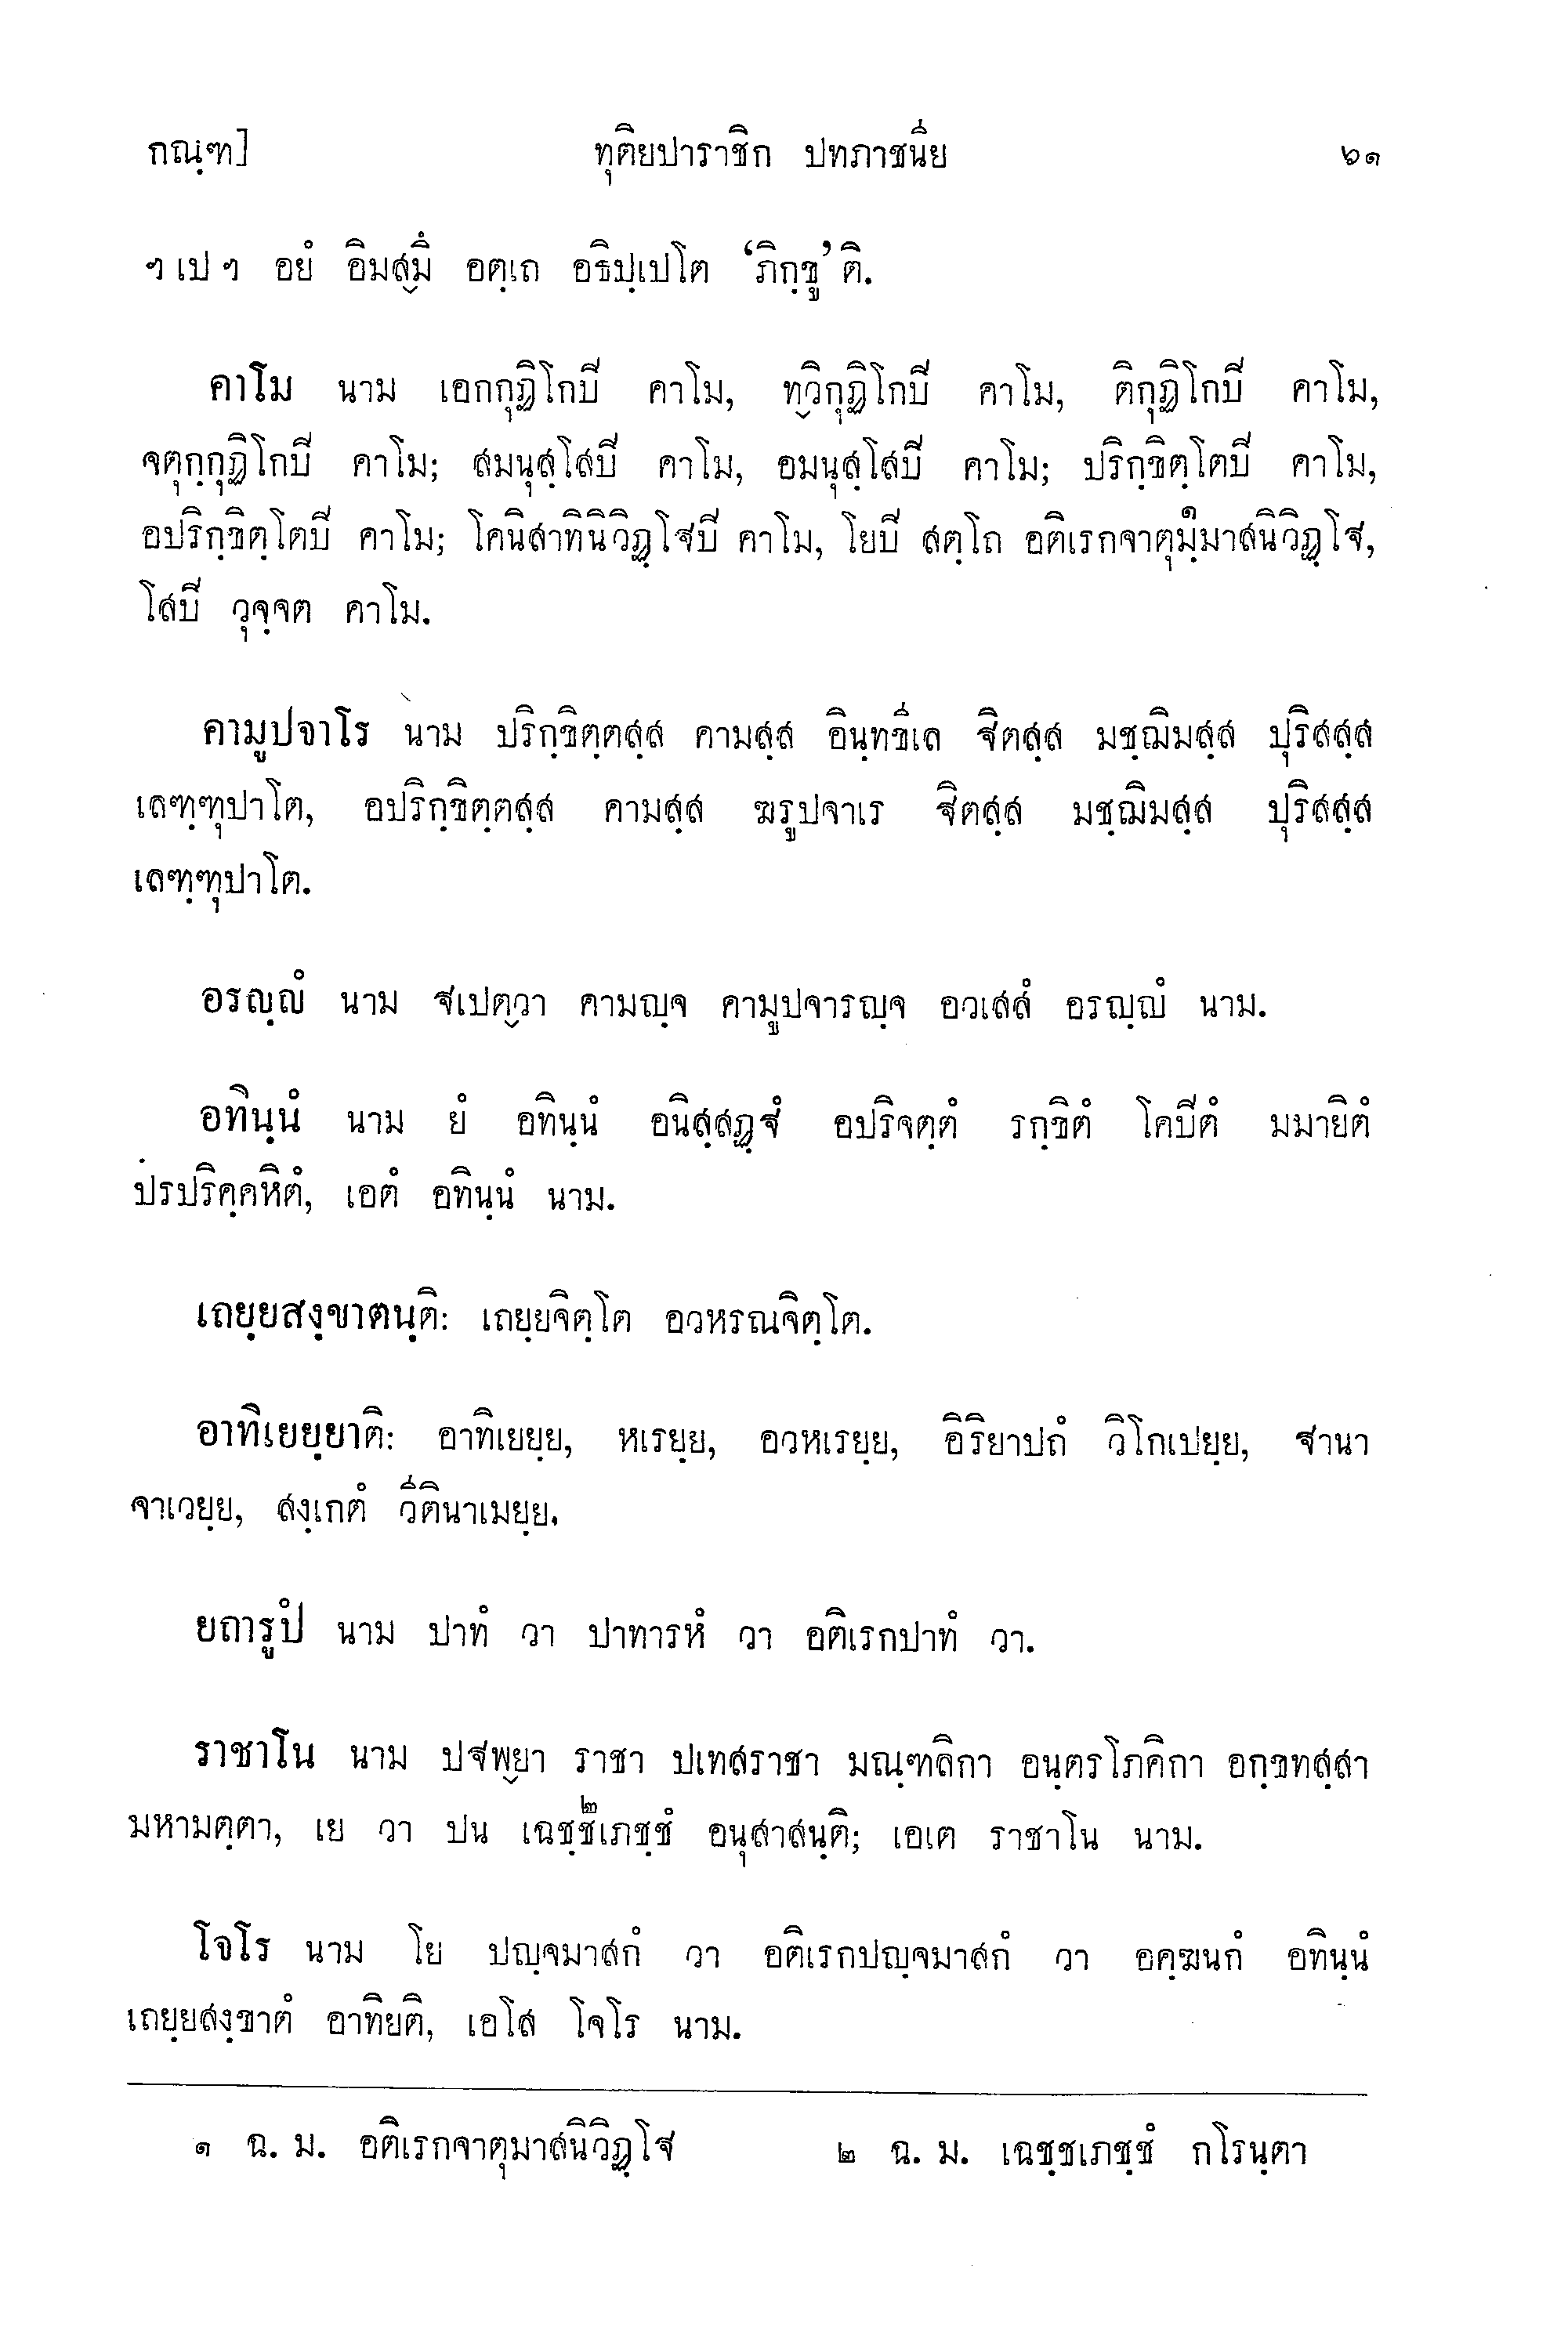 กณฺฑ] ทุติยปาราชิก ปทภาชนีย ๖๑
ฯ เป ฯ อยํ อิมสฺมึ อตฺเถ อธิปฺเปโต ‘ภิกฺขู’ ติ.
คาโม นาม เอกกุฏิโกปี คาโม, ทฺวิกุฏิโกปี คาโม, ติกุฏิโกปี คาโม,
จตุกฺกุฏิโกปี คาโม; สมนุสฺโสปี คาโม, อมนุสฺโสปี คาโม; ปริกฺขิตฺโตปี คาโม,
อปริกฺขิตฺโตปี คาโม; โคนิสาทินิวิฏฺโฐปี คาโม, โยปี สตฺโถ อติเรกจาตุมฺ๑มาสนิวิฏฺโฐ,
โสปี วุจฺจต คาโม.
คามูปจาโร นาม ปริกฺขิตฺตสฺส คามสฺส อินฺทขีเล ฐิตสฺส มชฺฌิมสฺส ปุริสสฺส
เลฑฺฑุปาโต, อปริกฺขิตฺตสฺส คามสฺส ฆรูปจาเร ฐิตสฺส มชฺฌิมสฺส ปุริสสฺส
เลฑฺฑุปาโต.
อรญฺญํ นาม ฐเปตฺวา คามญฺจ คามูปจารญฺจ อวเสสํ อรญฺญํ นาม.
อทินฺนํ นาม ยํ อทินฺนํ อนิสฺสฏฺฐํ อปริจตฺตํ รกฺขิตํ โคปีตํ มมายิตํ
ปรปริคฺคหิตํ, เอตํ อทินฺนํ นาม.
เถยฺยสงฺขาตนฺติ: เถยฺยจิตฺโต อวหรณจิตฺโต.
อาทิเยยฺยาติ: อาทิเยยฺย, หเรยฺย, อวหเรยฺย, อิริยาปถํ วิโกเปยฺย, ฐานา
จาเวยฺย, สงฺเกตํ วีตินาเมยฺย.
ยถารูปํ นาม ปาทํ วา ปาทารหํ วา อติเรกปาทํ วา.
ราชาโน นาม ปฐพฺยา ราชา ปเทสราชา มณฺฑลิกา อนฺตรโภคิกา อกฺขทสฺสา
มหามตฺตา, เย วา ปน เฉชฺชํ๒เภชฺชํ อนุสาสนฺติ; เอเต ราชาโน นาม.
โจโร นาม โย ปญฺจมาสกํ วา อติเรกปญฺจมาสกํ วา อคฺฆนกํ อทินฺนํ
เถยฺยสงฺขาตํ อาทิยติ, เอโส โจโร นาม.
๑ ฉ. ม. อติเรกจาตุมาสนิวิฏฺโฐ ๒ ฉ. ม. เฉชฺชเภชฺชํ กโรนฺตา